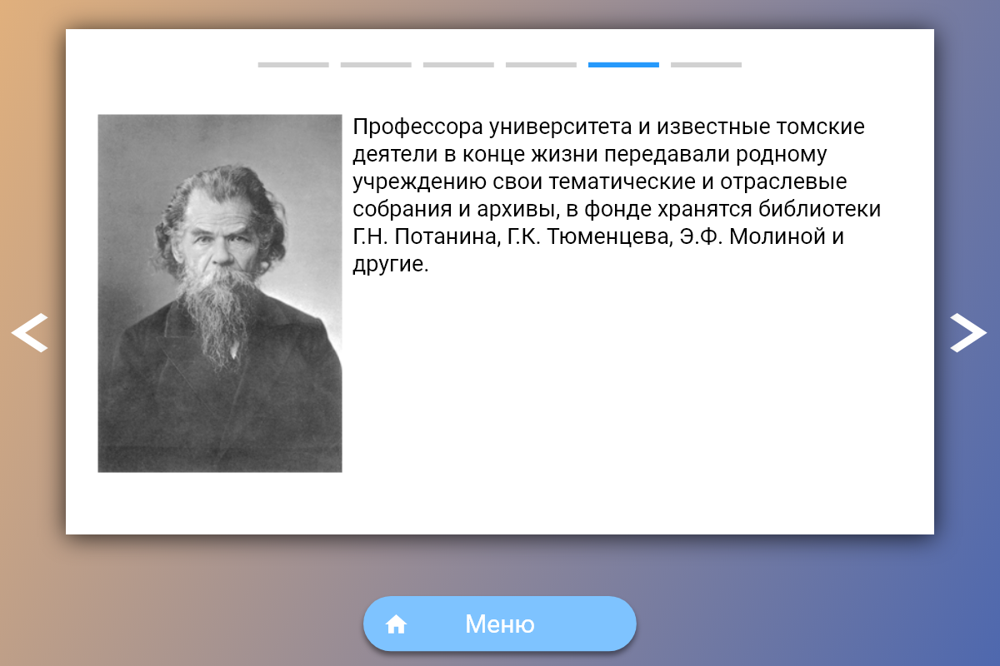 Профессора университета и известные томские
деятели в конце жизни передавали родному
учреждению свои тематические и отраслевые
собрания и архивы, в фонде хранятся библиотеки
Г.Н. Потанина, Г.К. Тюменцева, Э.Ф. Молиной и
другие.
Меню